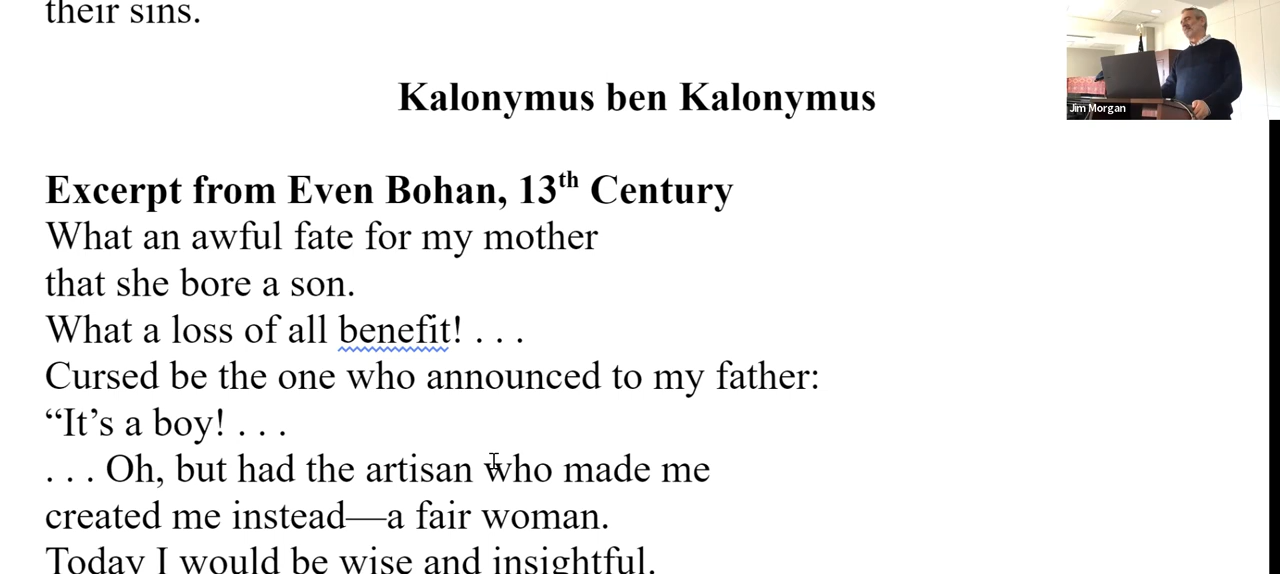 their sins.
Kalonymus ben Kalonymus
Jim Morgan
Excerpt from Even Bohan, 13th Century
What an awful fate for my mother
that she bore a son.
What a loss of all benefit! . . .
Cursed be the one who announced to my father:
“It’s a boy! . . .
. . . Oh, but had the artisan who made me
created me instead—a fair woman.
Today I would be wise and insightful.